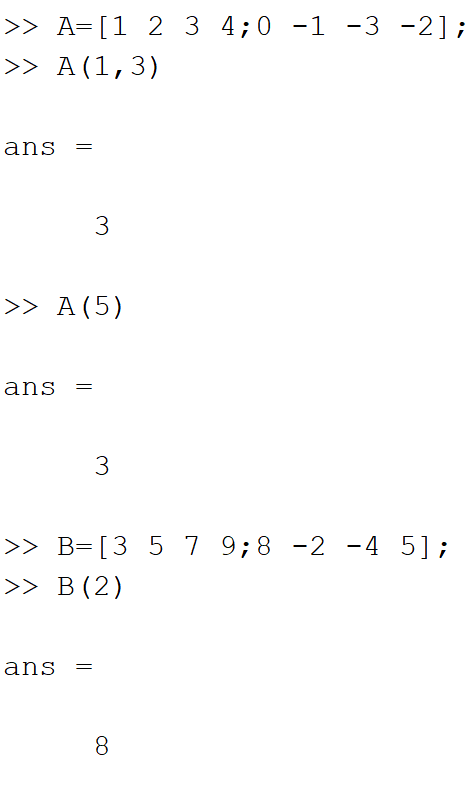 >> A=[1 2 3 4;0 -1 -3 -2];
>> A(1,3)
ans =
3
>> A(5)
ans =
3
>> B=[3 5 7 9;8 -2 -4 5];
>> B(2)
ans =
8